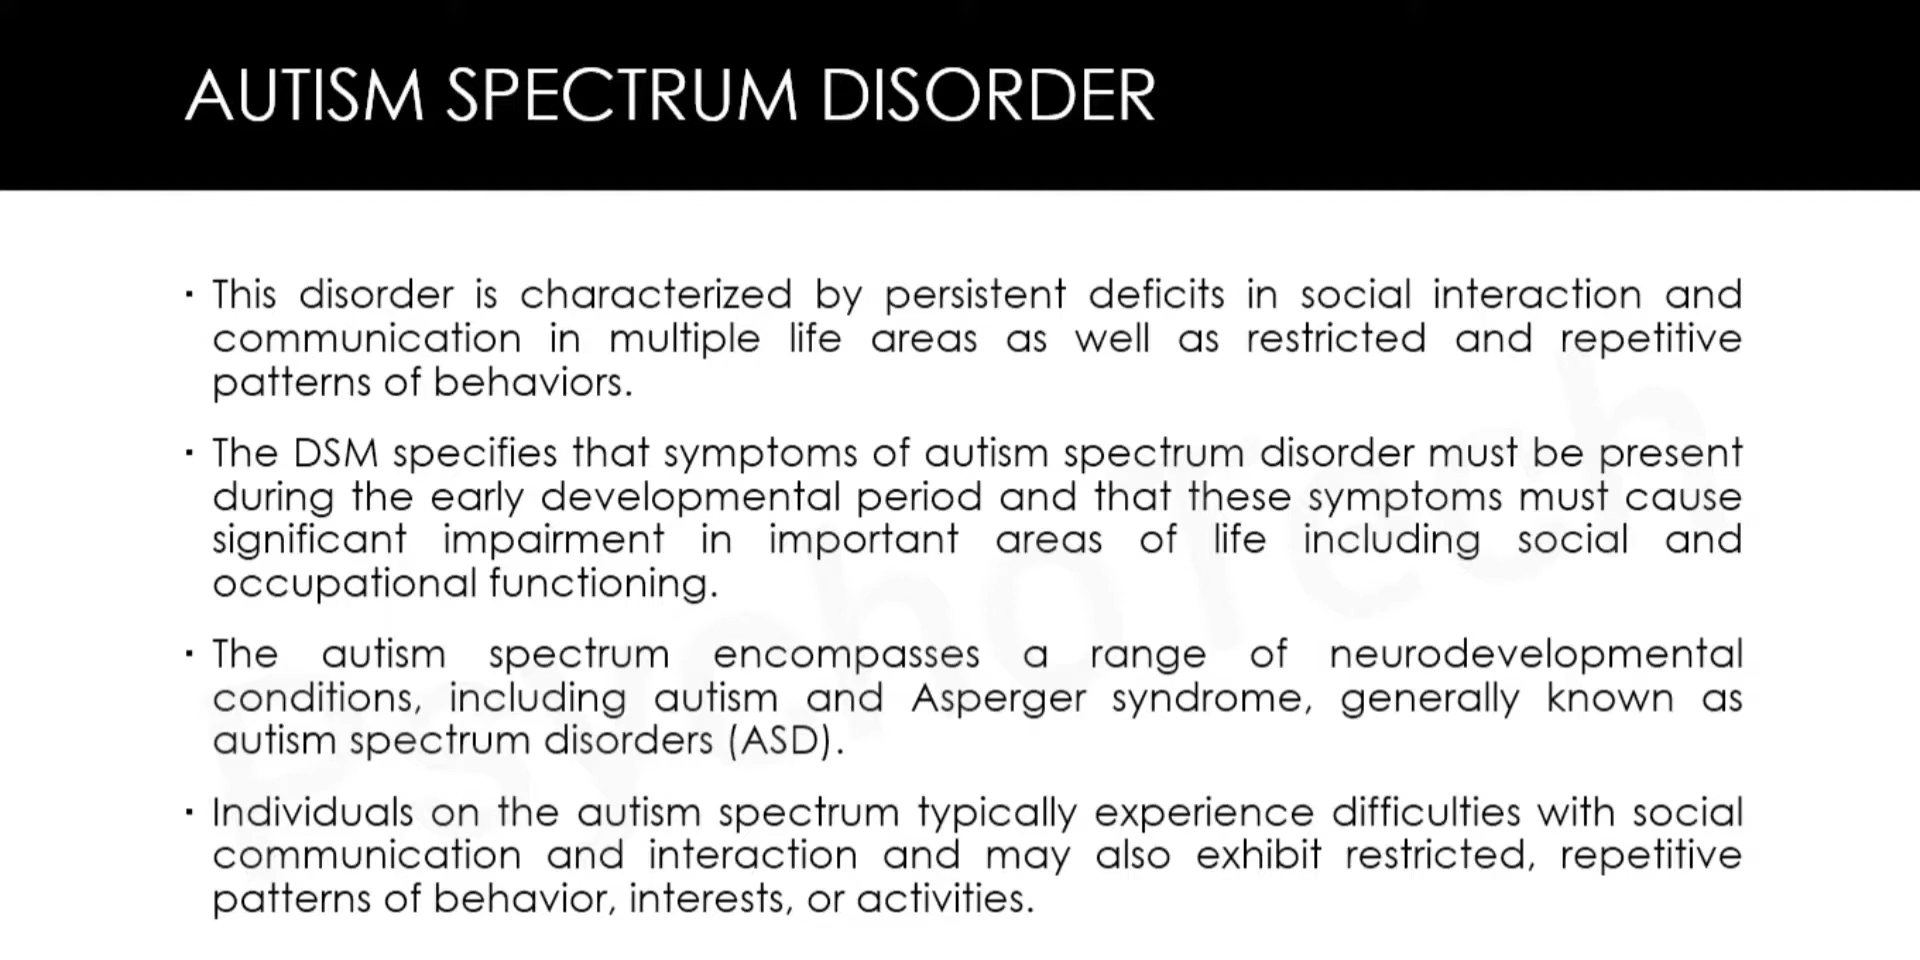 AUTISM SPECTRUM DISORDER
▪ This disorder is characterized by persistent deficits in social interaction and
communication in multiple life areas as well as restricted and repetitive
patterns of behaviors.
▪ The DSM specifies that symptoms of autism spectrum disorder must be present
during the early developmental period and that these symptoms must cause
significant impairment in important areas of life including social and
occupational functioning.
▪ The autism spectrum encompasses a range of neurodevelopmental
conditions, including autism and Asperger syndrome, generally known as
autism spectrum disorders (ASD).
▪ Individuals on the autism spectrum typically experience difficulties with social
communication and interaction and may also exhibit restricted, repetitive
patterns of behavior, interests, or activities.
PsychoTech